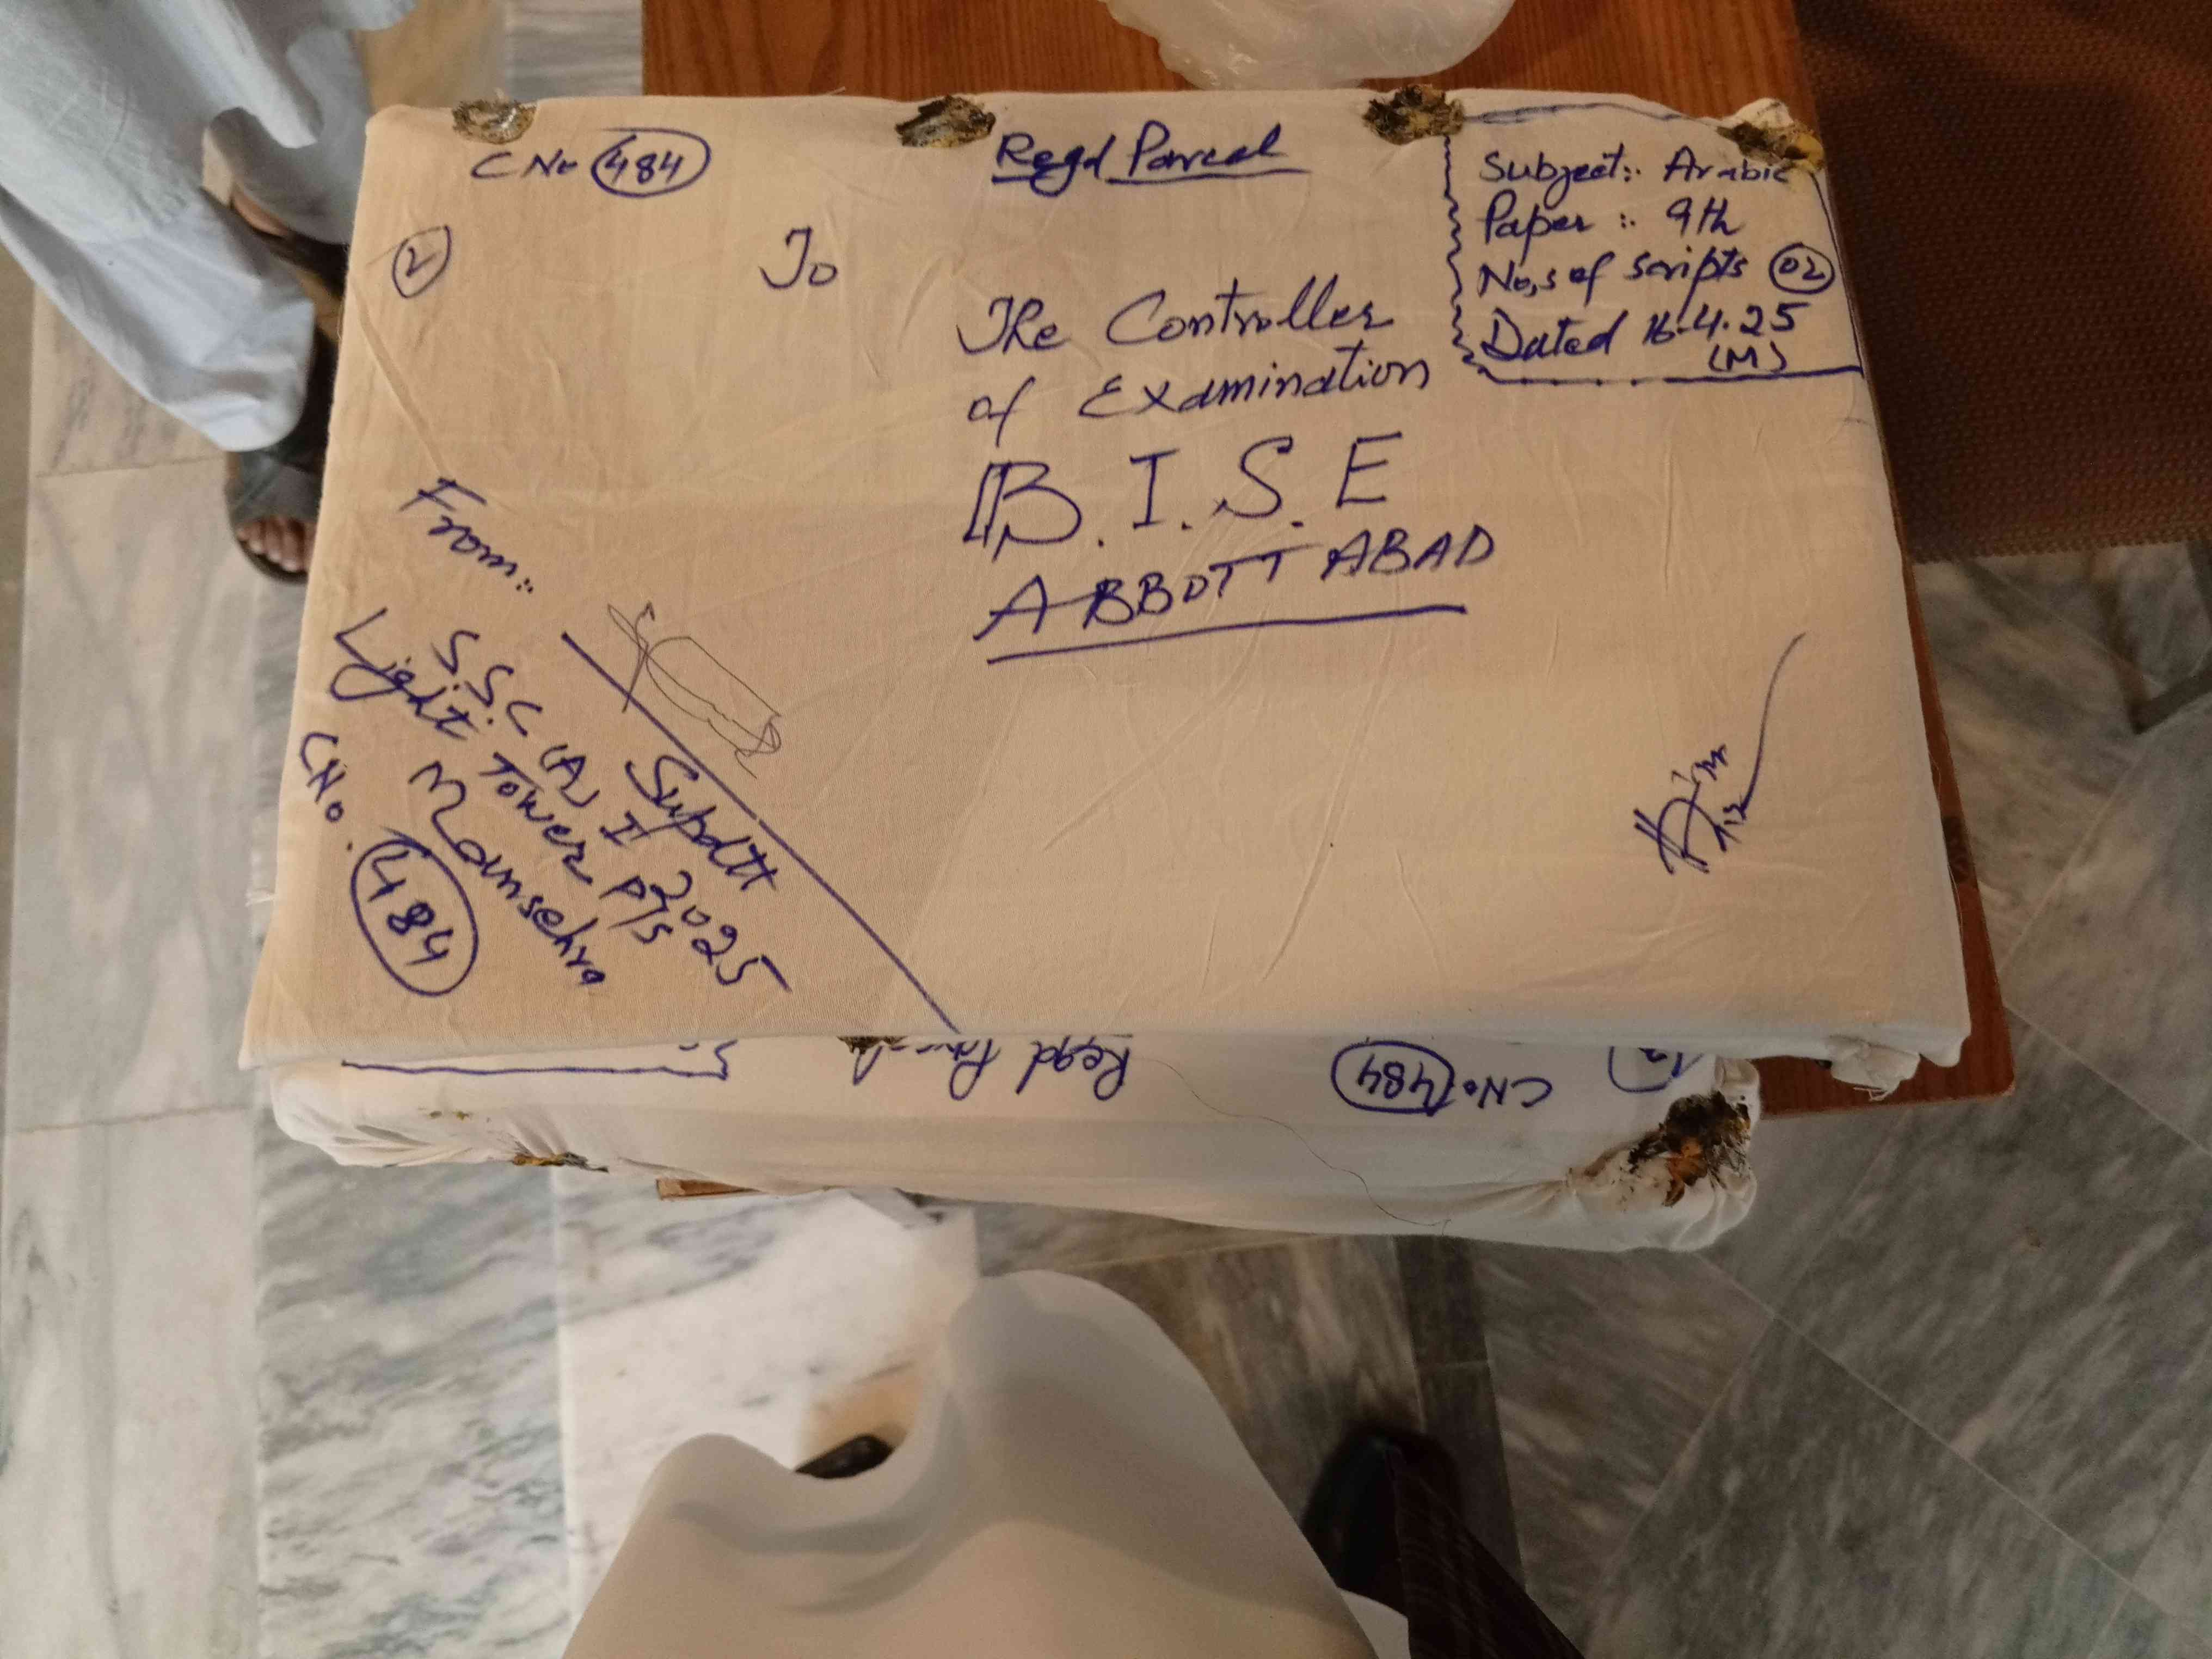 C No 484
Regd Parcel
Subject:. Arabic
Paper :. 9th
No,s of scripts 02
Dated 16.4.25
(M)
2
To
The Controller
of Examination
B.I.S.E
ABBOTTABAD
From:.
Supdtt
S.S.C (A) I 2025
Light Tower P/S
Mansehra
CNo. 484
Regd Parcel
CNo 484